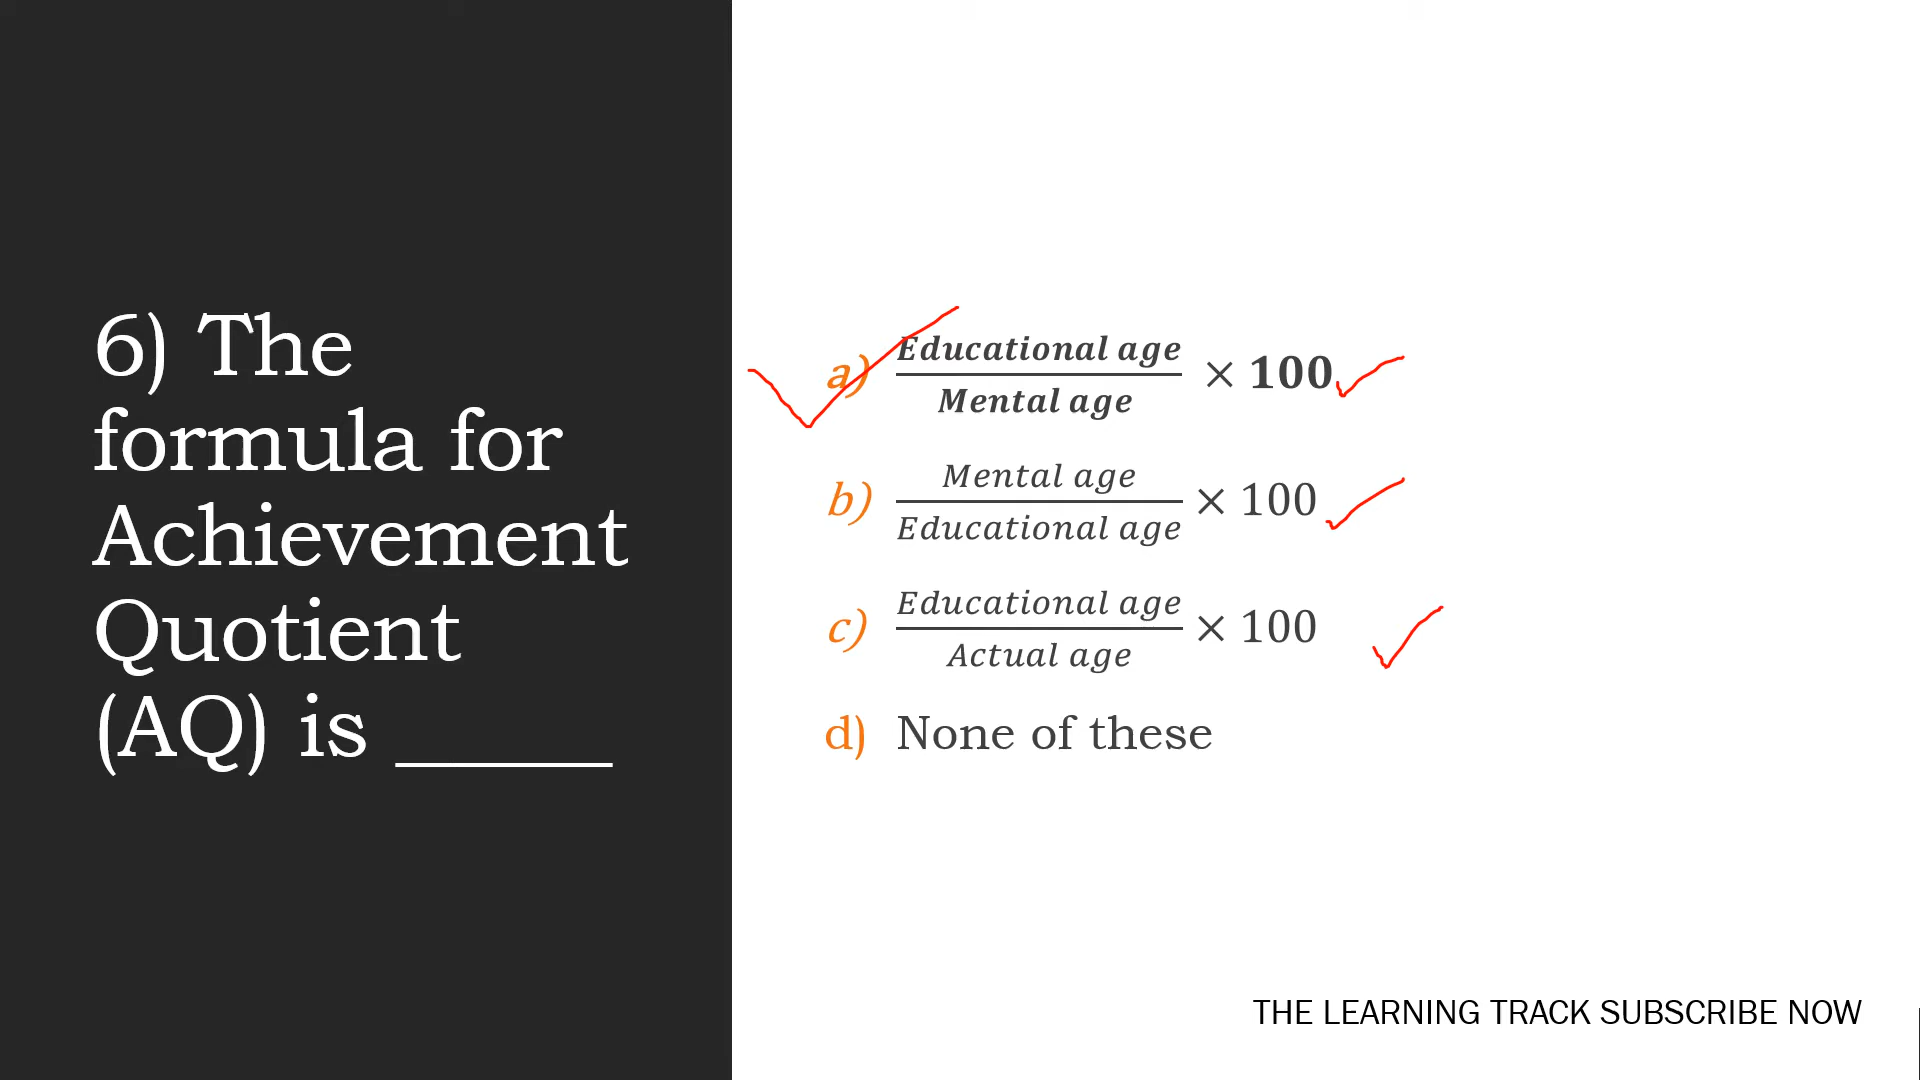 6) The
formula for
Achievement
Quotient
(AQ) is _____
a) Educational age / Mental age × 100
b) Mental age / Educational age × 100
c) Educational age / Actual age × 100
d) None of these
THE LEARNING TRACK SUBSCRIBE NOW